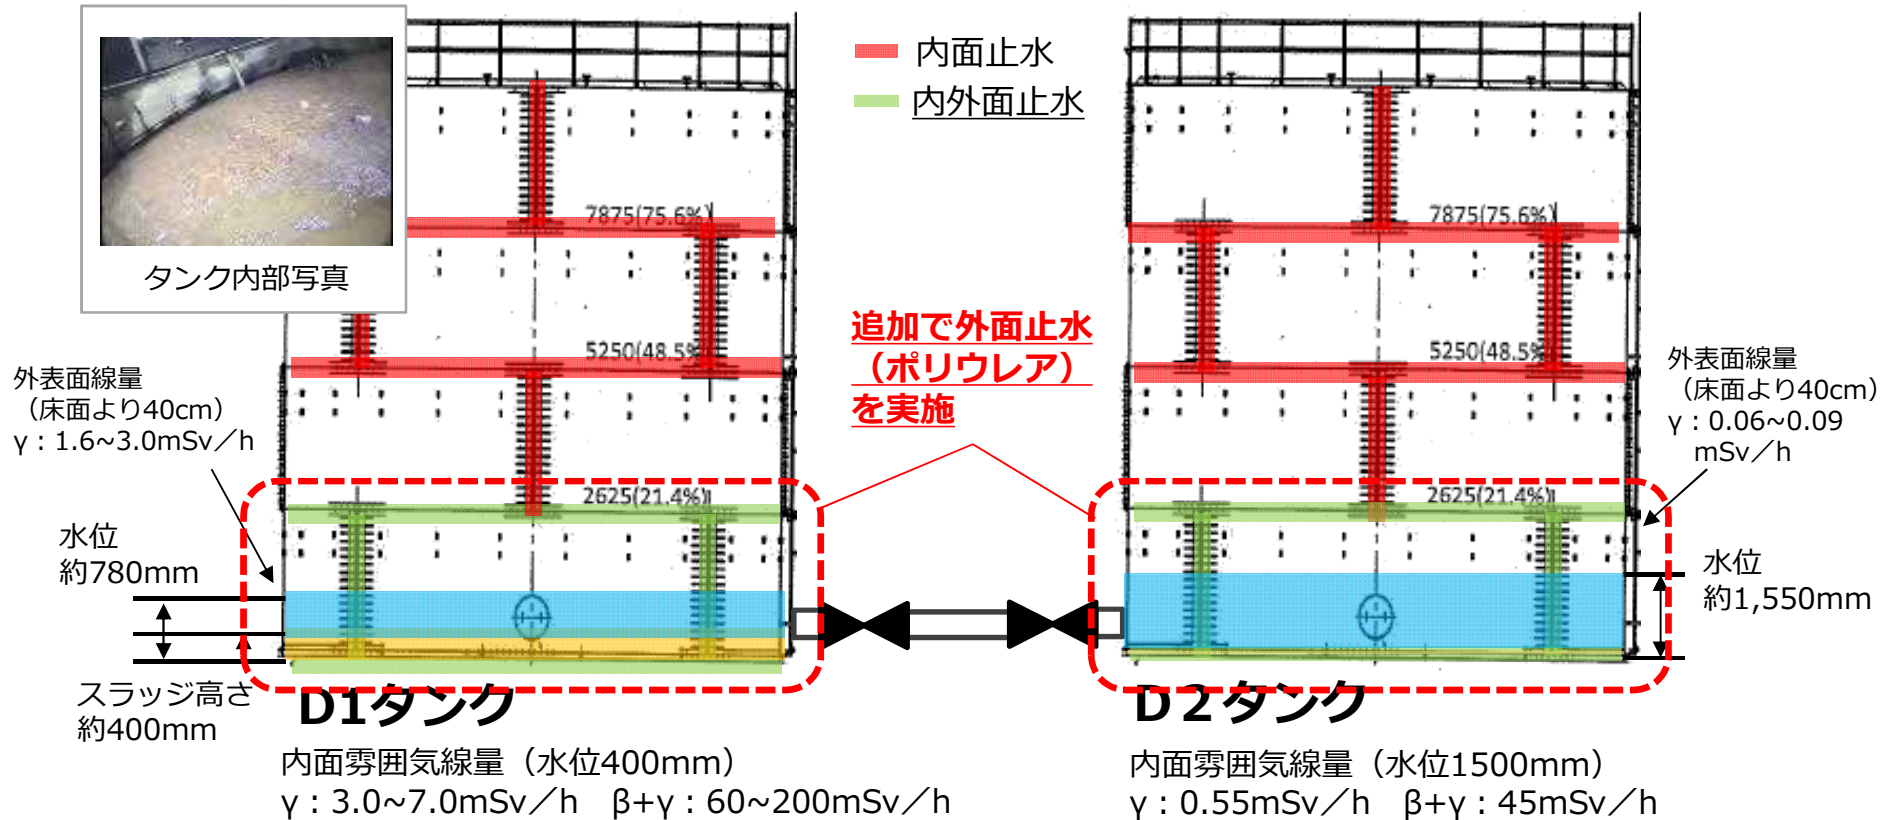 タンク内部写真
内面止水
内外面止水
7875(75.6%)
7875(75.6%)
5250(48.5%
5250(48.5%
2625(21.4%)
2625(21.4%)
追加で外面止水
（ポリウレア）
を実施
外表面線量
（床面より40cm）
γ：1.6~3.0mSv／h
外表面線量
（床面より40cm）
γ：0.06~0.09
mSv／h
水位
約780mm
水位
約1,550mm
スラッジ高さ
約400mm
D1タンク
D２タンク
内面雰囲気線量（水位400mm）
γ：3.0~7.0mSv／h　β+γ：60~200mSv／h
内面雰囲気線量（水位1500mm）
γ：0.55mSv／h　β+γ：45mSv／h